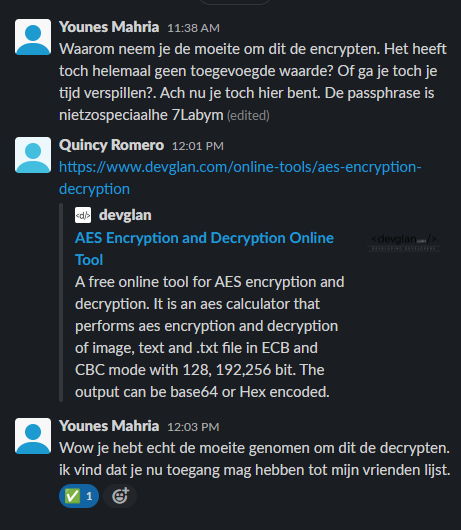 Younes Mahria 11:38 AM
Waarom neem je de moeite om dit de encrypten. Het heeft
toch helemaal geen toegevoegde waarde? Of ga je toch je
tijd verspillen?. Ach nu je toch hier bent. De passphrase is
nietzospeciaalhe 7Labym (edited)
Quincy Romero 12:01 PM
https://www.devglan.com/online-tools/aes-encryption-
decryption
</> devglan
AES Encryption and Decryption Online
Tool
<devglan.com/>
A free online tool for AES encryption and
decryption. It is an aes calculator that
performs aes encryption and decryption
of image, text and .txt file in ECB and
CBC mode with 128, 192,256 bit. The
output can be base64 or Hex encoded.
Younes Mahria 12:03 PM
Wow je hebt echt de moeite genomen om dit de decrypten.
ik vind dat je nu toegang mag hebben tot mijn vrienden lijst.
1